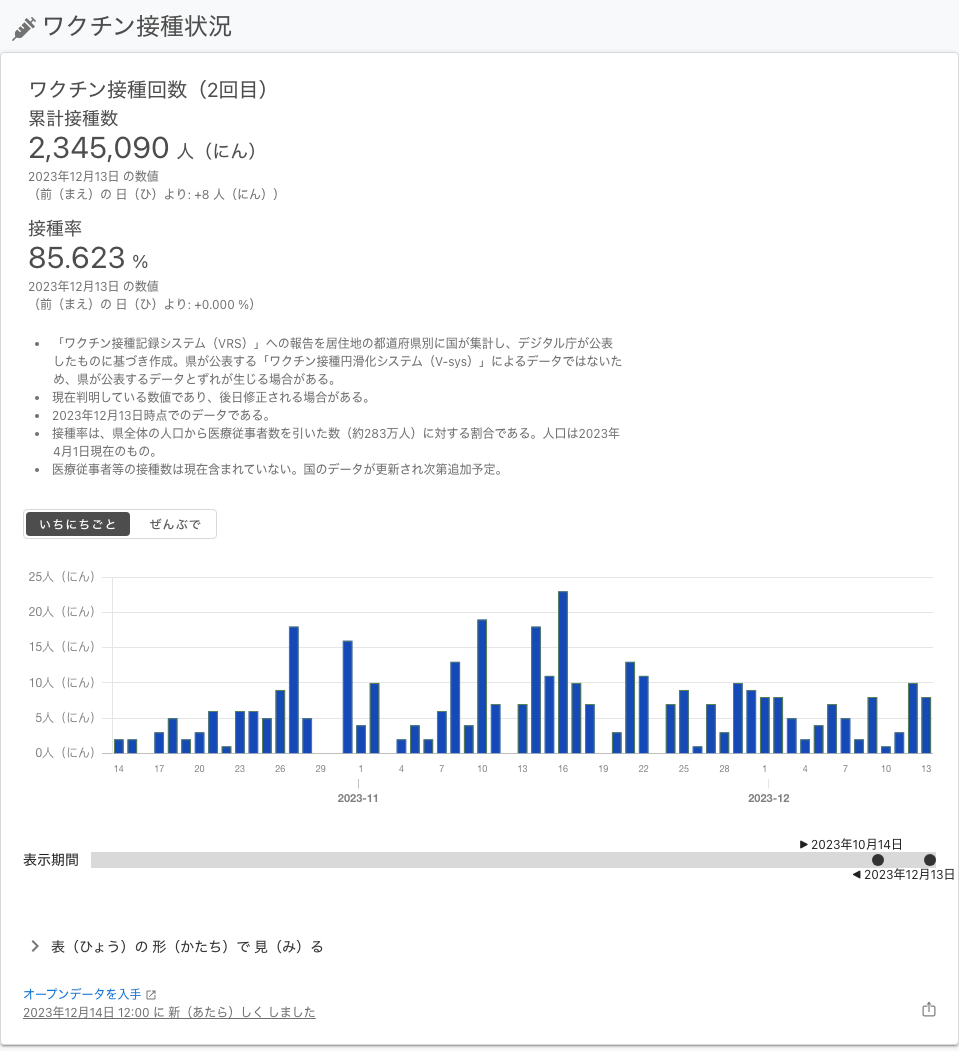 ワクチン接種状況
ワクチン接種回数（2回目）
累計接種数
2,345,090 人（にん）
2023年12月13日 の数値
（前（まえ）の 日（ひ）より: +8 人（にん））
接種率
85.623 %
2023年12月13日 の数値
（前（まえ）の 日（ひ）より: +0.000 %）
• 「ワクチン接種記録システム（VRS）」への報告を居住地の都道府県別に国が集計し、デジタル庁が公表
したものに基づき作成。県が公表する「ワクチン接種円滑化システム（V-sys）」によるデータではないた
め、県が公表するデータとずれが生じる場合がある。
• 現在判明している数値であり、後日修正される場合がある。
• 2023年12月13日時点でのデータである。
• 接種率は、県全体の人口から医療従事者数を引いた数（約283万人）に対する割合である。人口は2023年
4月1日現在のもの。
• 医療従事者等の接種数は現在含まれていない。国のデータが更新され次第追加予定。
いちにちごと ぜんぶで
25人（にん）
20人（にん）
15人（にん）
10人（にん）
5人（にん）
0人（にん）
14 17 20 23 26 29 1 4 7 10 13 16 19 22 25 28 1 4 7 10 13
2023-11 2023-12
▶ 2023年10月14日
表示期間
◀ 2023年12月13日
表（ひょう）の 形（かたち）で 見（み）る
オープンデータを入手
2023年12月14日 12:00 に 新（あたら）しく しました